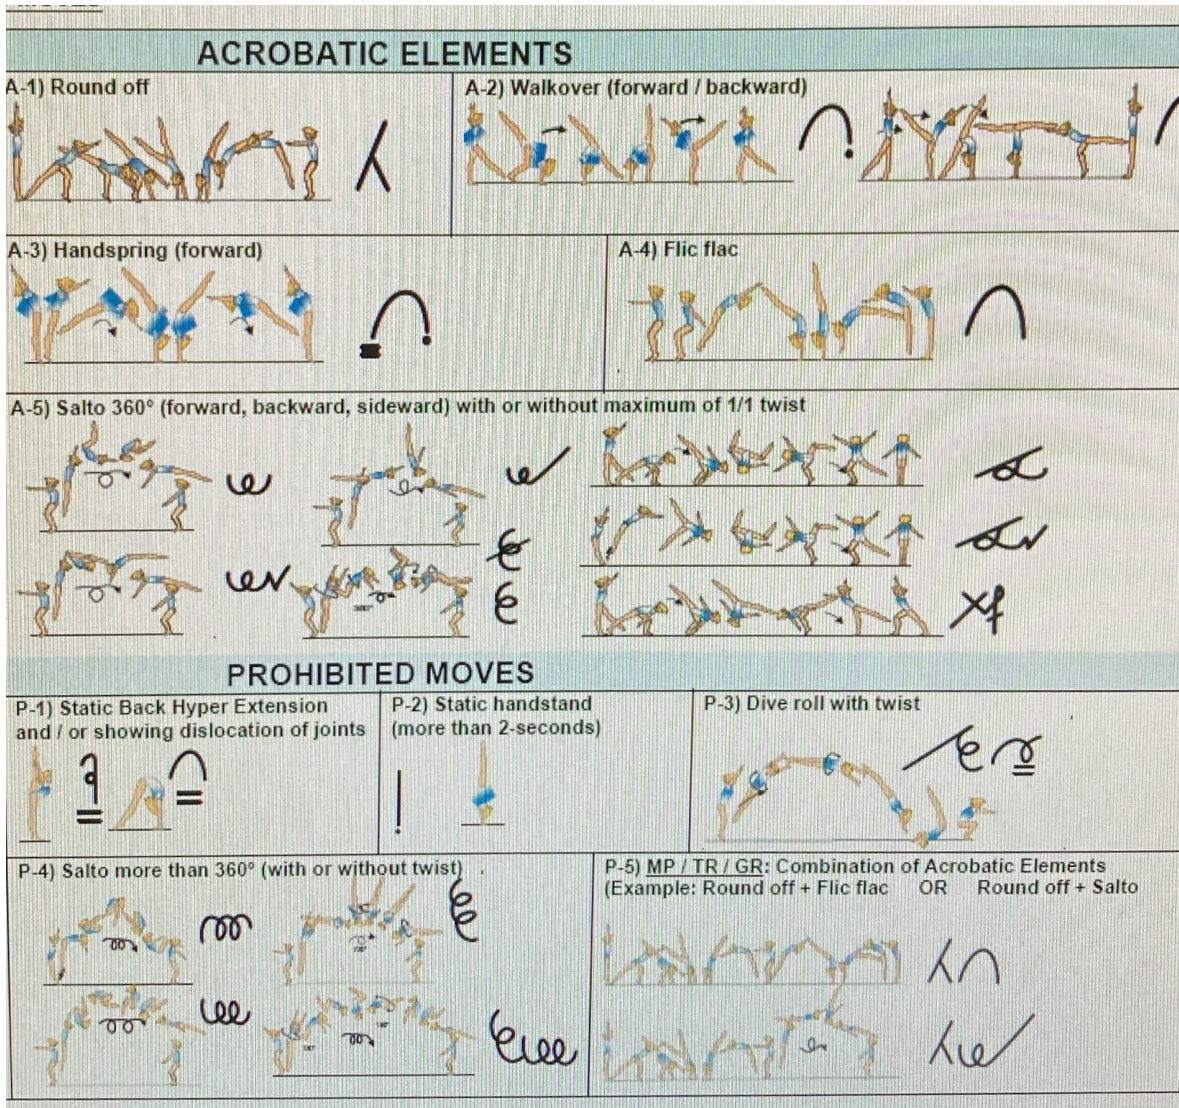 ACROBATIC ELEMENTS
A-1) Round off
A-2) Walkover (forward / backward)
A-3) Handspring (forward)
A-4) Flic flac
A-5) Salto 360° (forward, backward, sideward) with or without maximum of 1/1 twist
PROHIBITED MOVES
P-1) Static Back Hyper Extension
and / or showing dislocation of joints
P-2) Static handstand
(more than 2-seconds)
P-3) Dive roll with twist
P-4) Salto more than 360° (with or without twist)
P-5) MP / TR / GR: Combination of Acrobatic Elements
(Example: Round off + Flic flac OR Round off + Salto